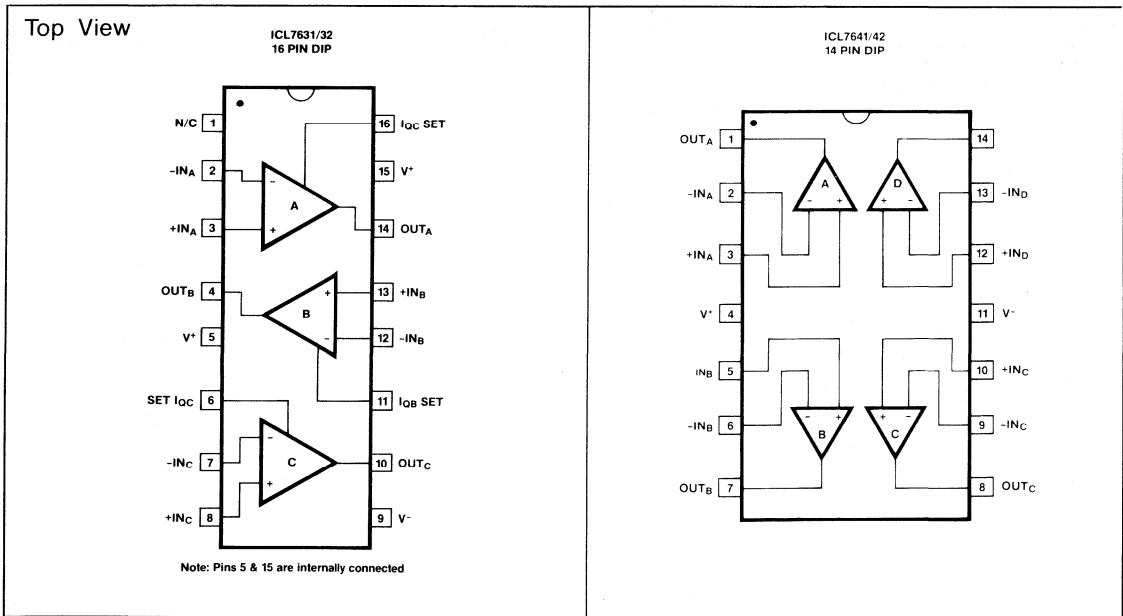 Top View
ICL7631/32
16 PIN DIP
N/C 1
16 IQC SET
-INA 2
15 V+
- A +
+INA 3
14 OUTA
OUTB 4
13 +INB
+ B -
V+ 5
12 -INB
SET IQC 6
11 IQB SET
-INC 7
10 OUTC
- C +
+INC 8
9 V-
Note: Pins 5 & 15 are internally connected
ICL7641/42
14 PIN DIP
OUTA 1
14
A
D
-INA 2
13 -IND
- +
+ -
+INA 3
12 +IND
V+ 4
11 V-
INB 5
10 +INC
-INB 6
9 -INC
- +
+ -
B
C
OUTB 7
8 OUTC